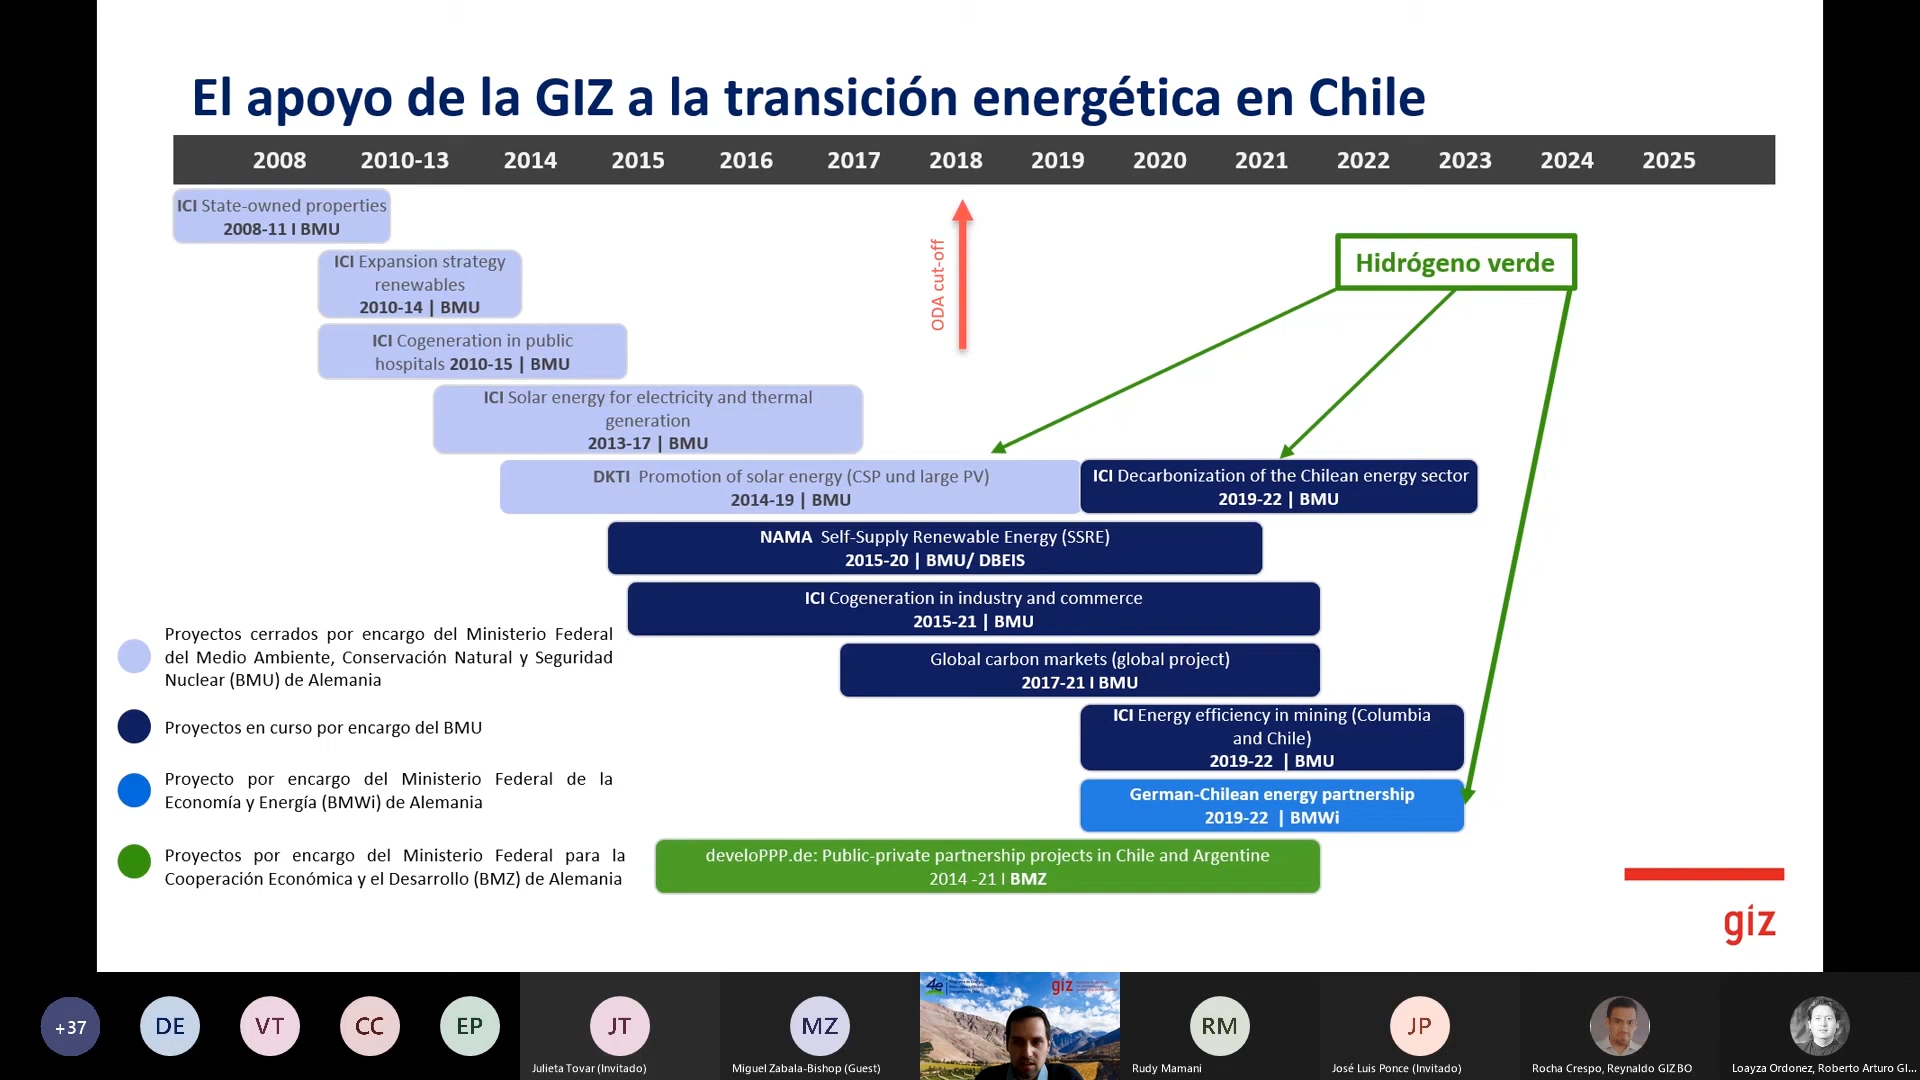 El apoyo de la GIZ a la transición energética en Chile
2008 2010-13 2014 2015 2016 2017 2018 2019 2020 2021 2022 2023 2024 2025
ICI State-owned properties
2008-11 I BMU
ICI Expansion strategy
renewables
2010-14 | BMU
ICI Cogeneration in public
hospitals 2010-15 | BMU
ICI Solar energy for electricity and thermal
generation
2013-17 | BMU
ODA cut-off
Hidrógeno verde
DKTI Promotion of solar energy (CSP und large PV)
2014-19 | BMU
ICI Decarbonization of the Chilean energy sector
2019-22 | BMU
NAMA Self-Supply Renewable Energy (SSRE)
2015-20 | BMU/ DBEIS
ICI Cogeneration in industry and commerce
2015-21 | BMU
Global carbon markets (global project)
2017-21 I BMU
ICI Energy efficiency in mining (Columbia
and Chile)
2019-22 | BMU
German-Chilean energy partnership
2019-22 | BMWi
develoPPP.de: Public-private partnership projects in Chile and Argentine
2014 -21 I BMZ
Proyectos cerrados por encargo del Ministerio Federal
del Medio Ambiente, Conservación Natural y Seguridad
Nuclear (BMU) de Alemania
Proyectos en curso por encargo del BMU
Proyecto por encargo del Ministerio Federal de la
Economía y Energía (BMWi) de Alemania
Proyectos por encargo del Ministerio Federal para la
Cooperación Económica y el Desarrollo (BMZ) de Alemania
giz
+37
DE
VT
CC
EP
JT
Julieta Tovar (Invitado)
MZ
Miguel Zabala-Bishop (Guest)
4e
giz
RM
Rudy Mamani
JP
José Luis Ponce (Invitado)
Rocha Crespo, Reynaldo GIZ BO
Loayza Ordonez, Roberto Arturo GI...